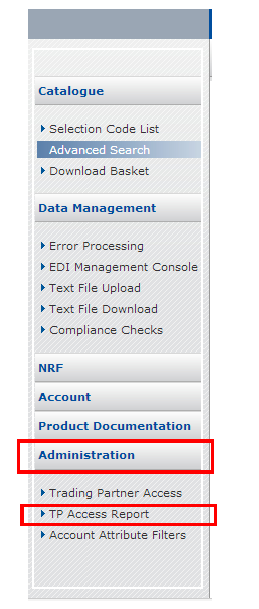 Catalogue
Selection Code List
Advanced Search
Download Basket
Data Management
Error Processing
EDI Management Console
Text File Upload
Text File Download
Compliance Checks
NRF
Account
Product Documentation
Administration
Trading Partner Access
TP Access Report
Account Attribute Filters